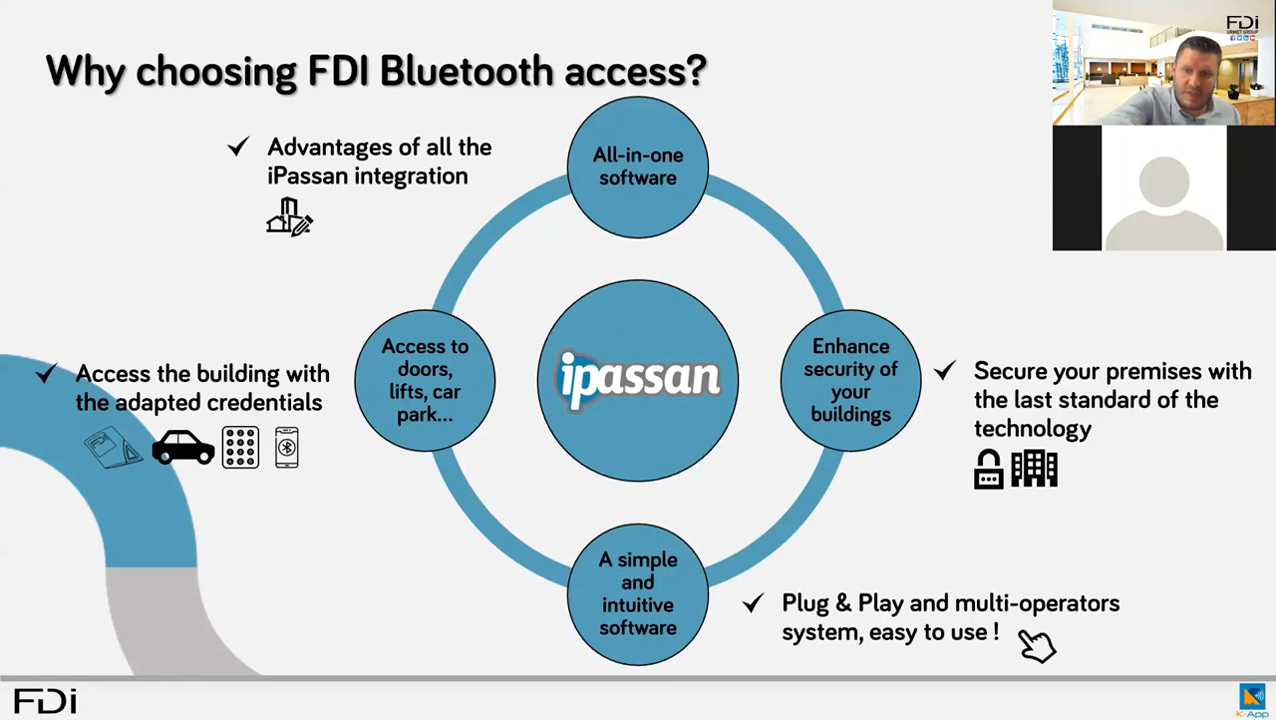 FDI
URMET GROUP
Why choosing FDI Bluetooth access?
Advantages of all the
iPassan integration
All-in-one
software
Access to
doors,
lifts, car
park...
ipassan
Enhance
security of
your
buildings
Access the building with
the adapted credentials
Secure your premises with
the last standard of the
technology
A simple
and
intuitive
software
Plug & Play and multi-operators
system, easy to use !
FDI
K-App